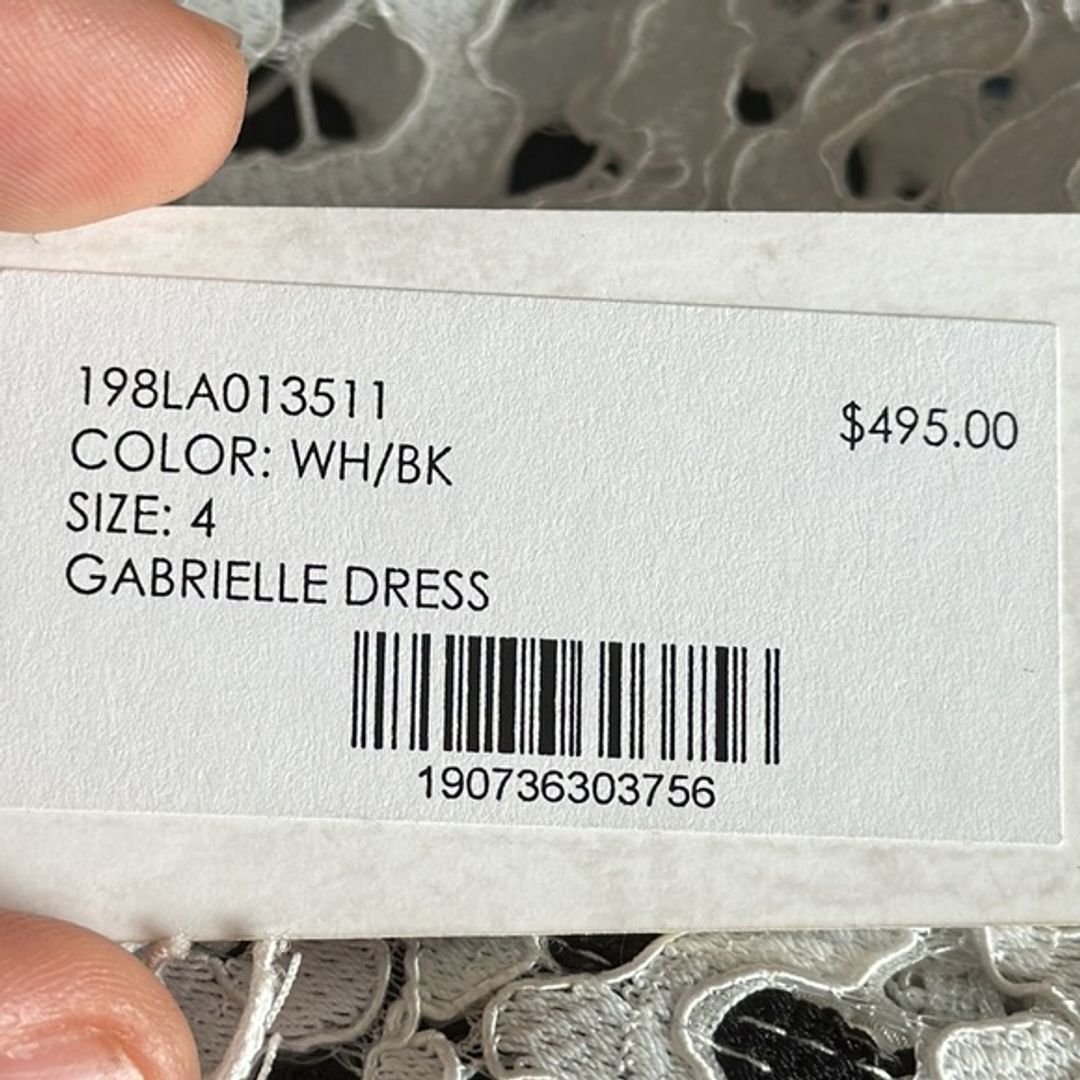 198LA013511
$495.00
COLOR: WH/BK
SIZE: 4
GABRIELLE DRESS
190736303756